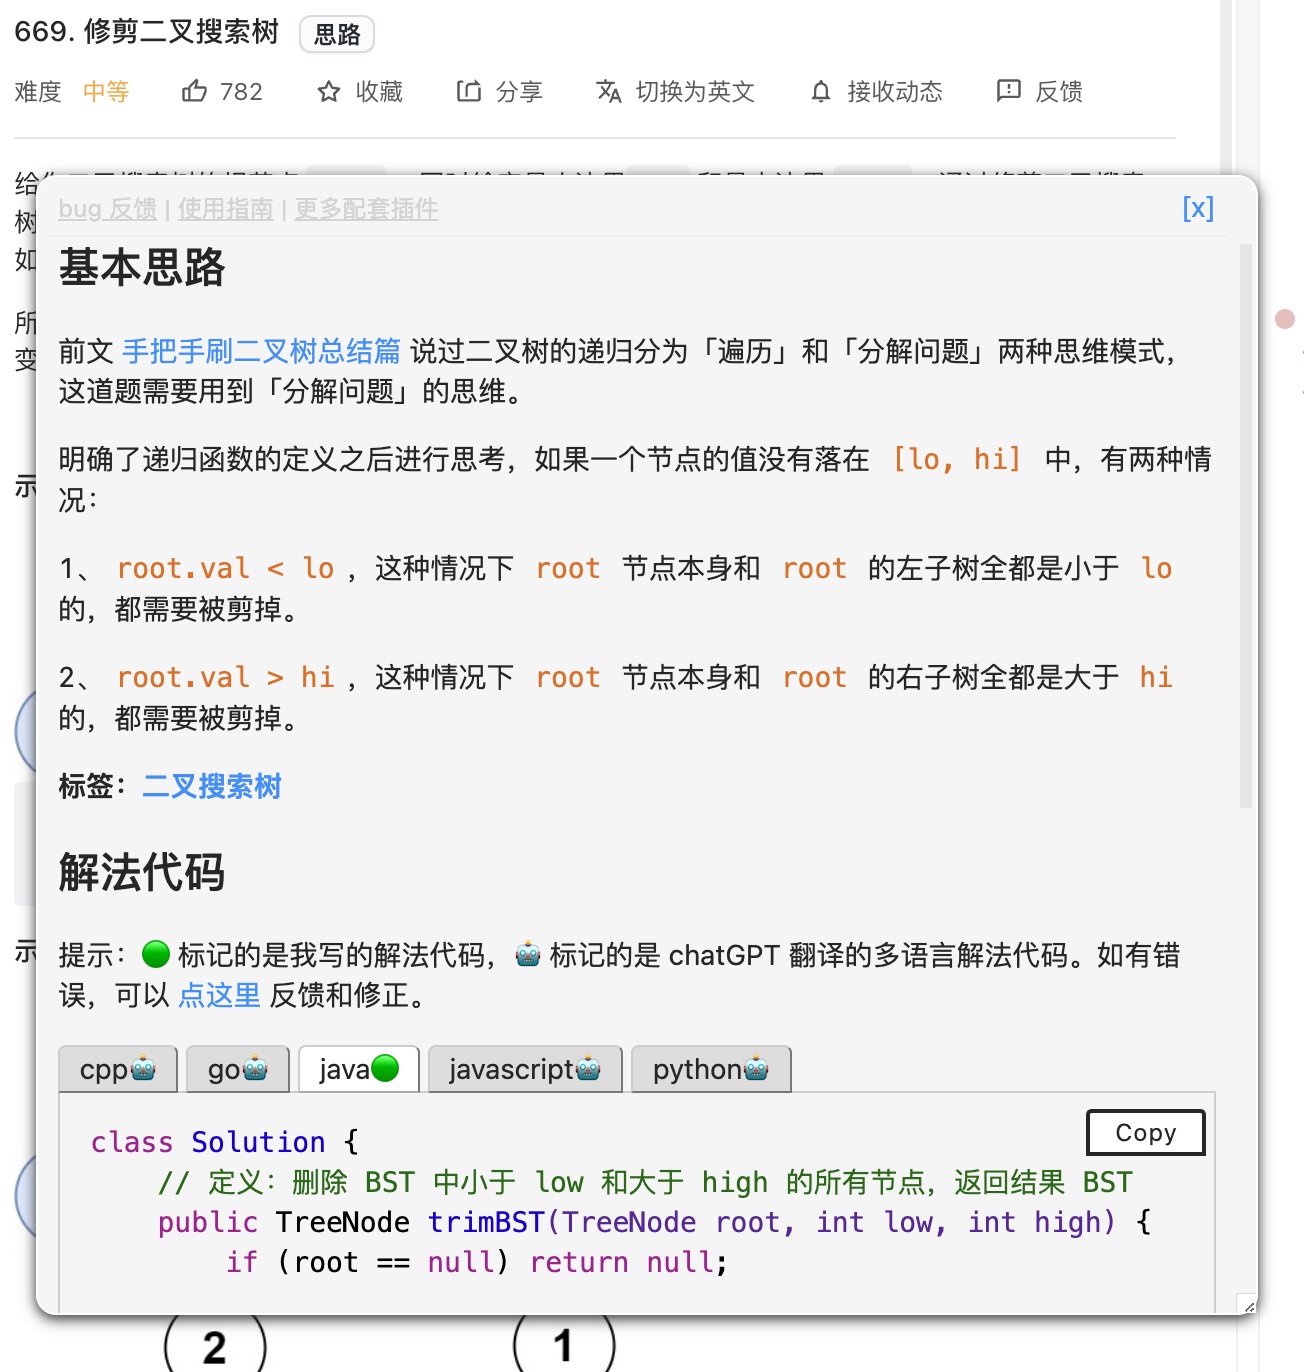 669. 修剪二叉搜索树 思路
难度 中等 782 收藏 分享 切换为英文 接收动态 反馈
给
树
如
所
变
示
示
bug 反馈 | 使用指南 | 更多配套插件 [x]
基本思路
前文 手把手刷二叉树总结篇 说过二叉树的递归分为「遍历」和「分解问题」两种思维模式，
这道题需要用到「分解问题」的思维。
明确了递归函数的定义之后进行思考，如果一个节点的值没有落在 [lo, hi] 中，有两种情
况：
1、 root.val < lo ，这种情况下 root 节点本身和 root 的左子树全都是小于 lo
的，都需要被剪掉。
2、 root.val > hi ，这种情况下 root 节点本身和 root 的右子树全都是大于 hi
的，都需要被剪掉。
标签：二叉搜索树
解法代码
提示：🟢 标记的是我写的解法代码，🤖 标记的是 chatGPT 翻译的多语言解法代码。如有错
误，可以 点这里 反馈和修正。
cpp🤖 go🤖 java🟢 javascript🤖 python🤖
Copy
class Solution {
// 定义：删除 BST 中小于 low 和大于 high 的所有节点，返回结果 BST
public TreeNode trimBST(TreeNode root, int low, int high) {
if (root == null) return null;
2 1